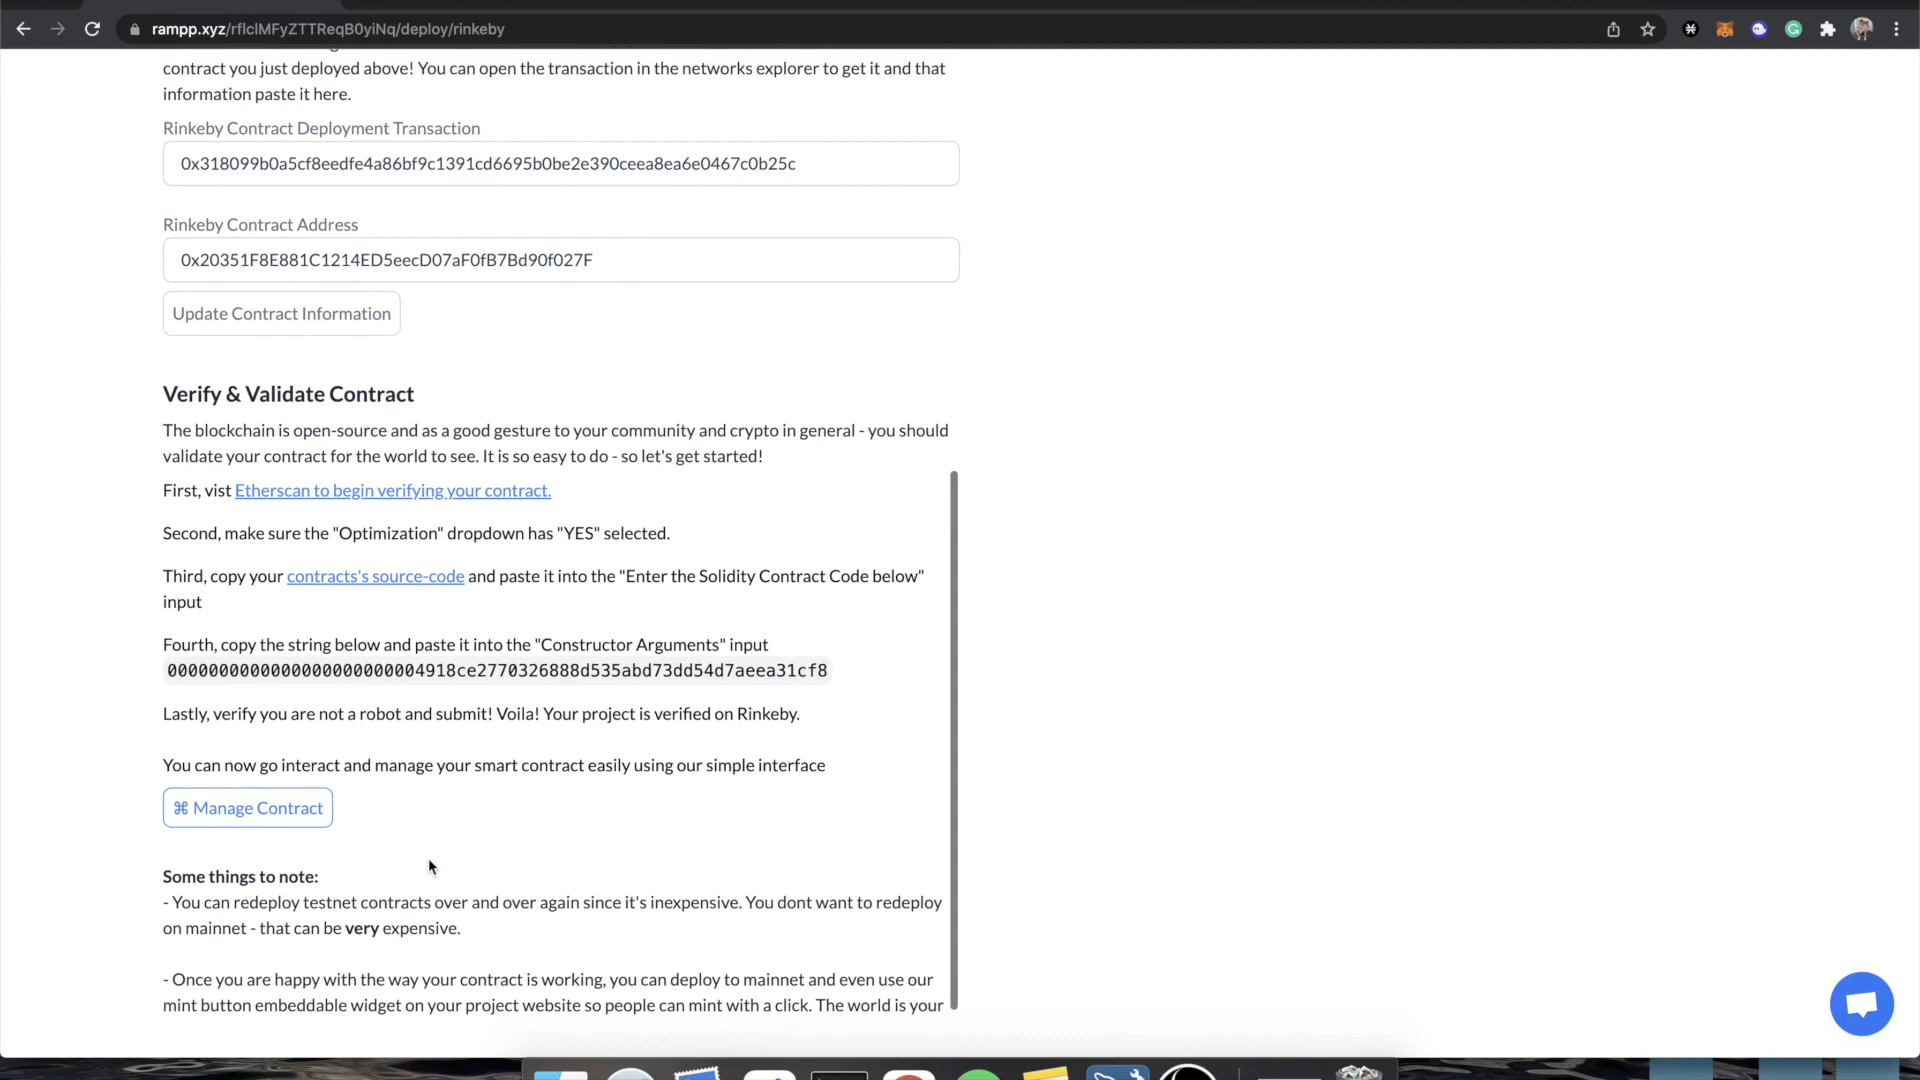 rampp.xyz/rflclMFyZTTReqB0yiNq/deploy/rinkeby
contract you just deployed above! You can open the transaction in the networks explorer to get it and that
information paste it here.
Rinkeby Contract Deployment Transaction
0x318099b0a5cf8eedfe4a86bf9c1391cd6695b0be2e390ceea8ea6e0467c0b25c
Rinkeby Contract Address
0x20351F8E881C1214ED5eecD07aF0fB7Bd90f027F
Update Contract Information
Verify & Validate Contract
The blockchain is open-source and as a good gesture to your community and crypto in general - you should
validate your contract for the world to see. It is so easy to do - so let's get started!
First, vist Etherscan to begin verifying your contract.
Second, make sure the "Optimization" dropdown has "YES" selected.
Third, copy your contracts's source-code and paste it into the "Enter the Solidity Contract Code below"
input
Fourth, copy the string below and paste it into the "Constructor Arguments" input
0000000000000000000000004918ce2770326888d535abd73dd54d7aeea31cf8
Lastly, verify you are not a robot and submit! Voila! Your project is verified on Rinkeby.
You can now go interact and manage your smart contract easily using our simple interface
⌘ Manage Contract
Some things to note:
- You can redeploy testnet contracts over and over again since it's inexpensive. You dont want to redeploy
on mainnet - that can be very expensive.
- Once you are happy with the way your contract is working, you can deploy to mainnet and even use our
mint button embeddable widget on your project website so people can mint with a click. The world is your